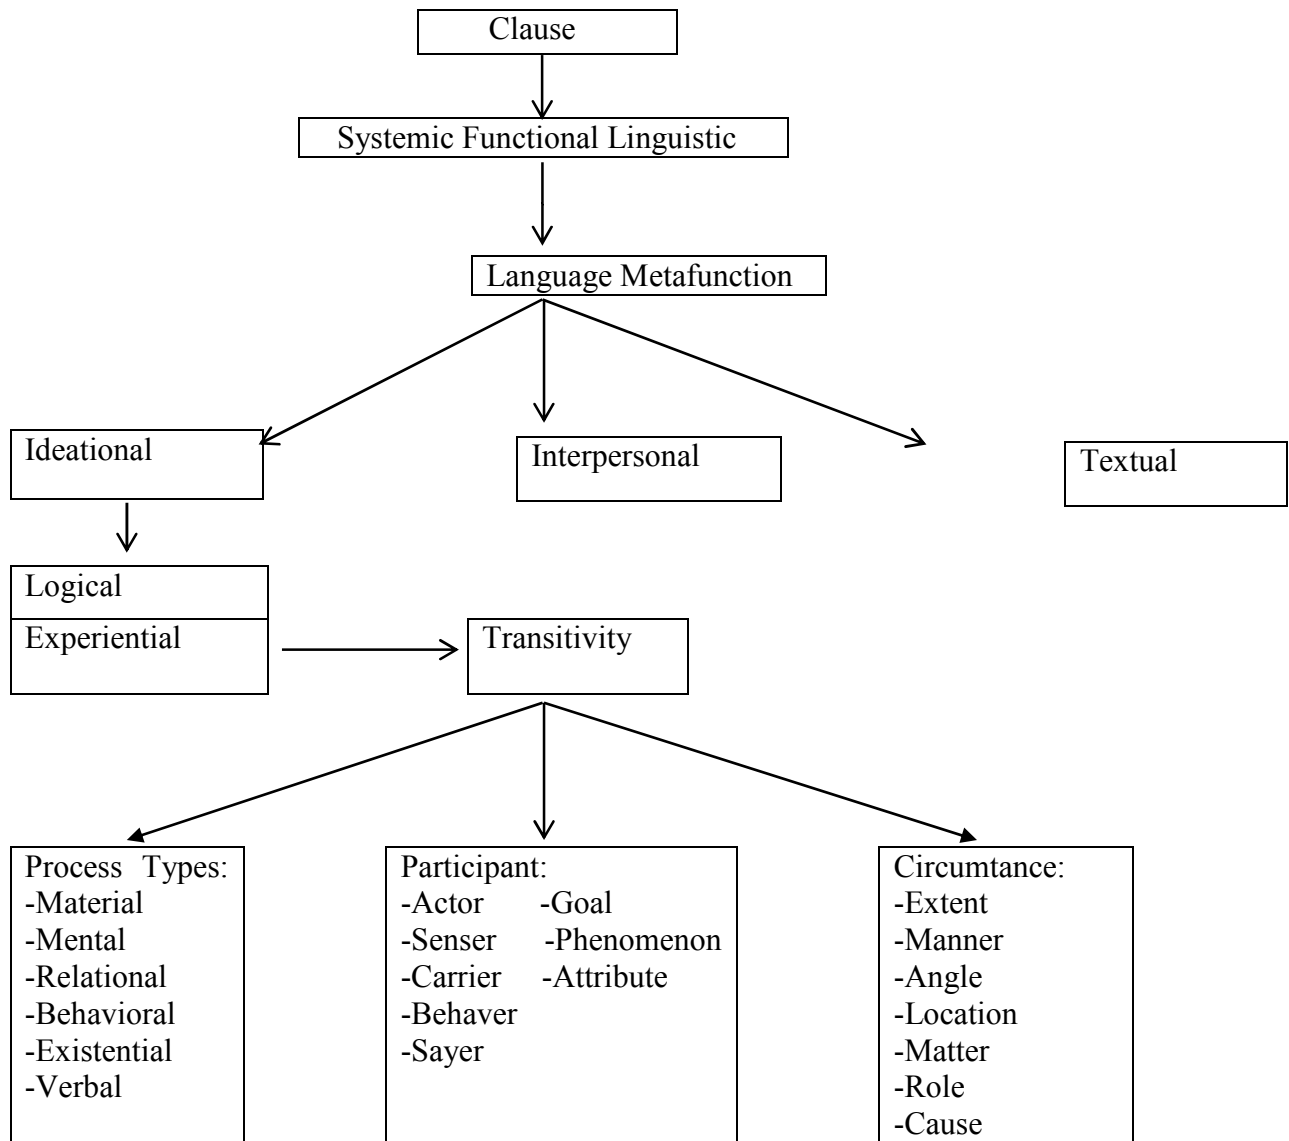 Clause
Systemic Functional Linguistic
Language Metafunction
Ideational
Interpersonal
Textual
Logical
Experiential
Transitivity
Process Types:
-Material
-Mental
-Relational
-Behavioral
-Existential
-Verbal
Participant:
-Actor -Goal
-Senser -Phenomenon
-Carrier -Attribute
-Behaver
-Sayer
Circumtance:
-Extent
-Manner
-Angle
-Location
-Matter
-Role
-Cause